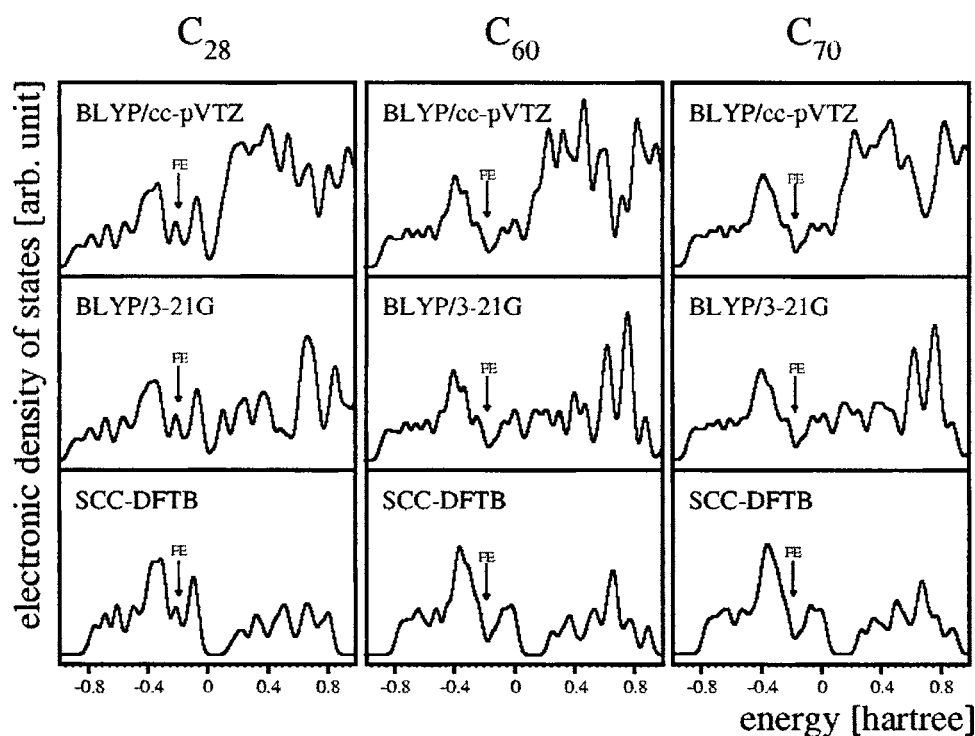 C28 C60 C70
electronic density of states [arb. unit]
BLYP/cc-pVTZ BLYP/cc-pVTZ BLYP/cc-pVTZ
FE FE FE
BLYP/3-21G BLYP/3-21G BLYP/3-21G
FE FE FE
SCC-DFTB SCC-DFTB SCC-DFTB
FE FE FE
-0.8 -0.4 0 0.4 0.8 -0.8 -0.4 0 0.4 0.8 -0.8 -0.4 0 0.4 0.8
energy [hartree]